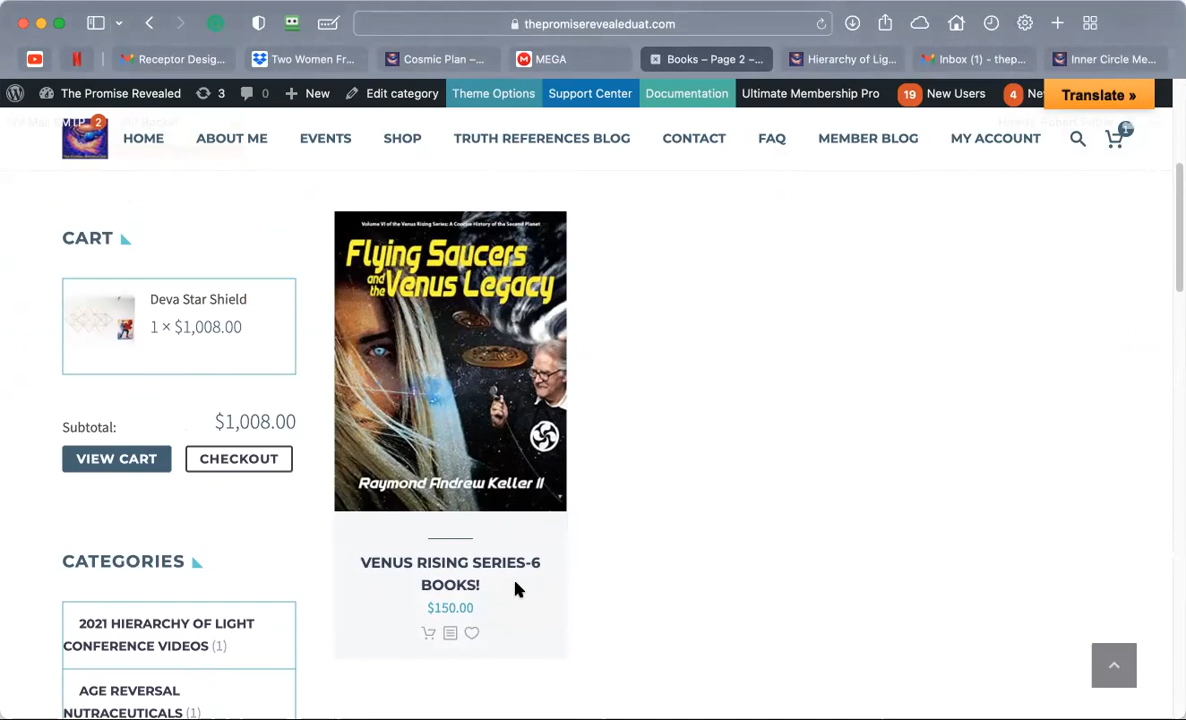 thepromiserevealeduat.com
Receptor Desig...
Two Women Fr...
Cosmic Plan –...
MEGA
Books – Page 2 –...
Hierarchy of Lig...
Inbox (1) - thep...
Inner Circle Me...
The Promise Revealed
3
0
New
Edit category
Theme Options
Support Center
Documentation
Ultimate Membership Pro
19
New Users
4
Translate »
2
HOME
ABOUT ME
EVENTS
SHOP
TRUTH REFERENCES BLOG
CONTACT
FAQ
MEMBER BLOG
MY ACCOUNT
1
CART
Deva Star Shield
1 × $1,008.00
Subtotal:
$1,008.00
VIEW CART
CHECKOUT
Volume VI of the Venus Rising Series: A Concise History of the Second Planet
Flying Saucers
and the Venus Legacy
Raymond Andrew Keller II
VENUS RISING SERIES-6
BOOKS!
$150.00
CATEGORIES
2021 HIERARCHY OF LIGHT
CONFERENCE VIDEOS (1)
AGE REVERSAL
NUTRACEUTICALS (1)